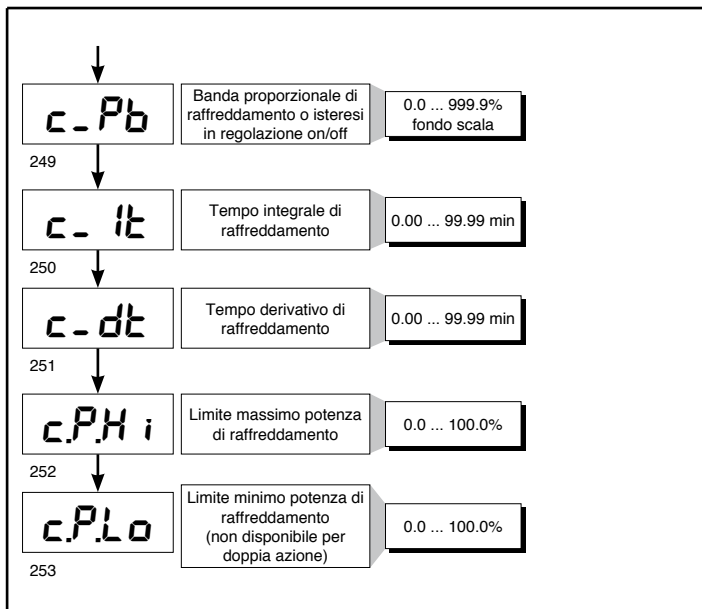 c_Pb
Banda proporzionale di
raffreddamento o isteresi
in regolazione on/off
0.0 ... 999.9%
fondo scala
249
c_It
Tempo integrale di
raffreddamento
0.00 ... 99.99 min
250
c_dt
Tempo derivativo di
raffreddamento
0.00 ... 99.99 min
251
c.P.H i
Limite massimo potenza
di raffreddamento
0.0 ... 100.0%
252
c.P.Lo
Limite minimo potenza di
raffreddamento
(non disponibile per
doppia azione)
0.0 ... 100.0%
253